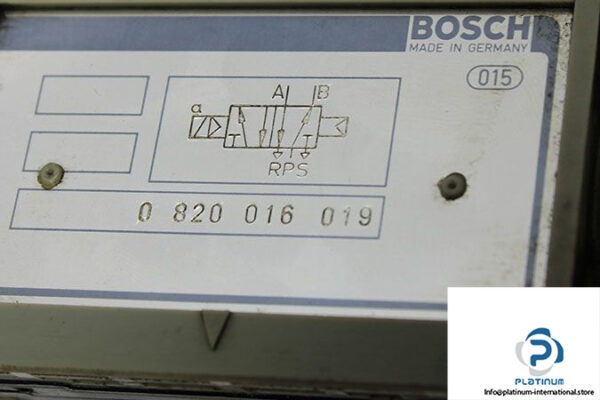 BOSCH
MADE IN GERMANY
015
A B
a
RPS
0 820 016 019
P
PLATINUM
Info@platinum-international.store